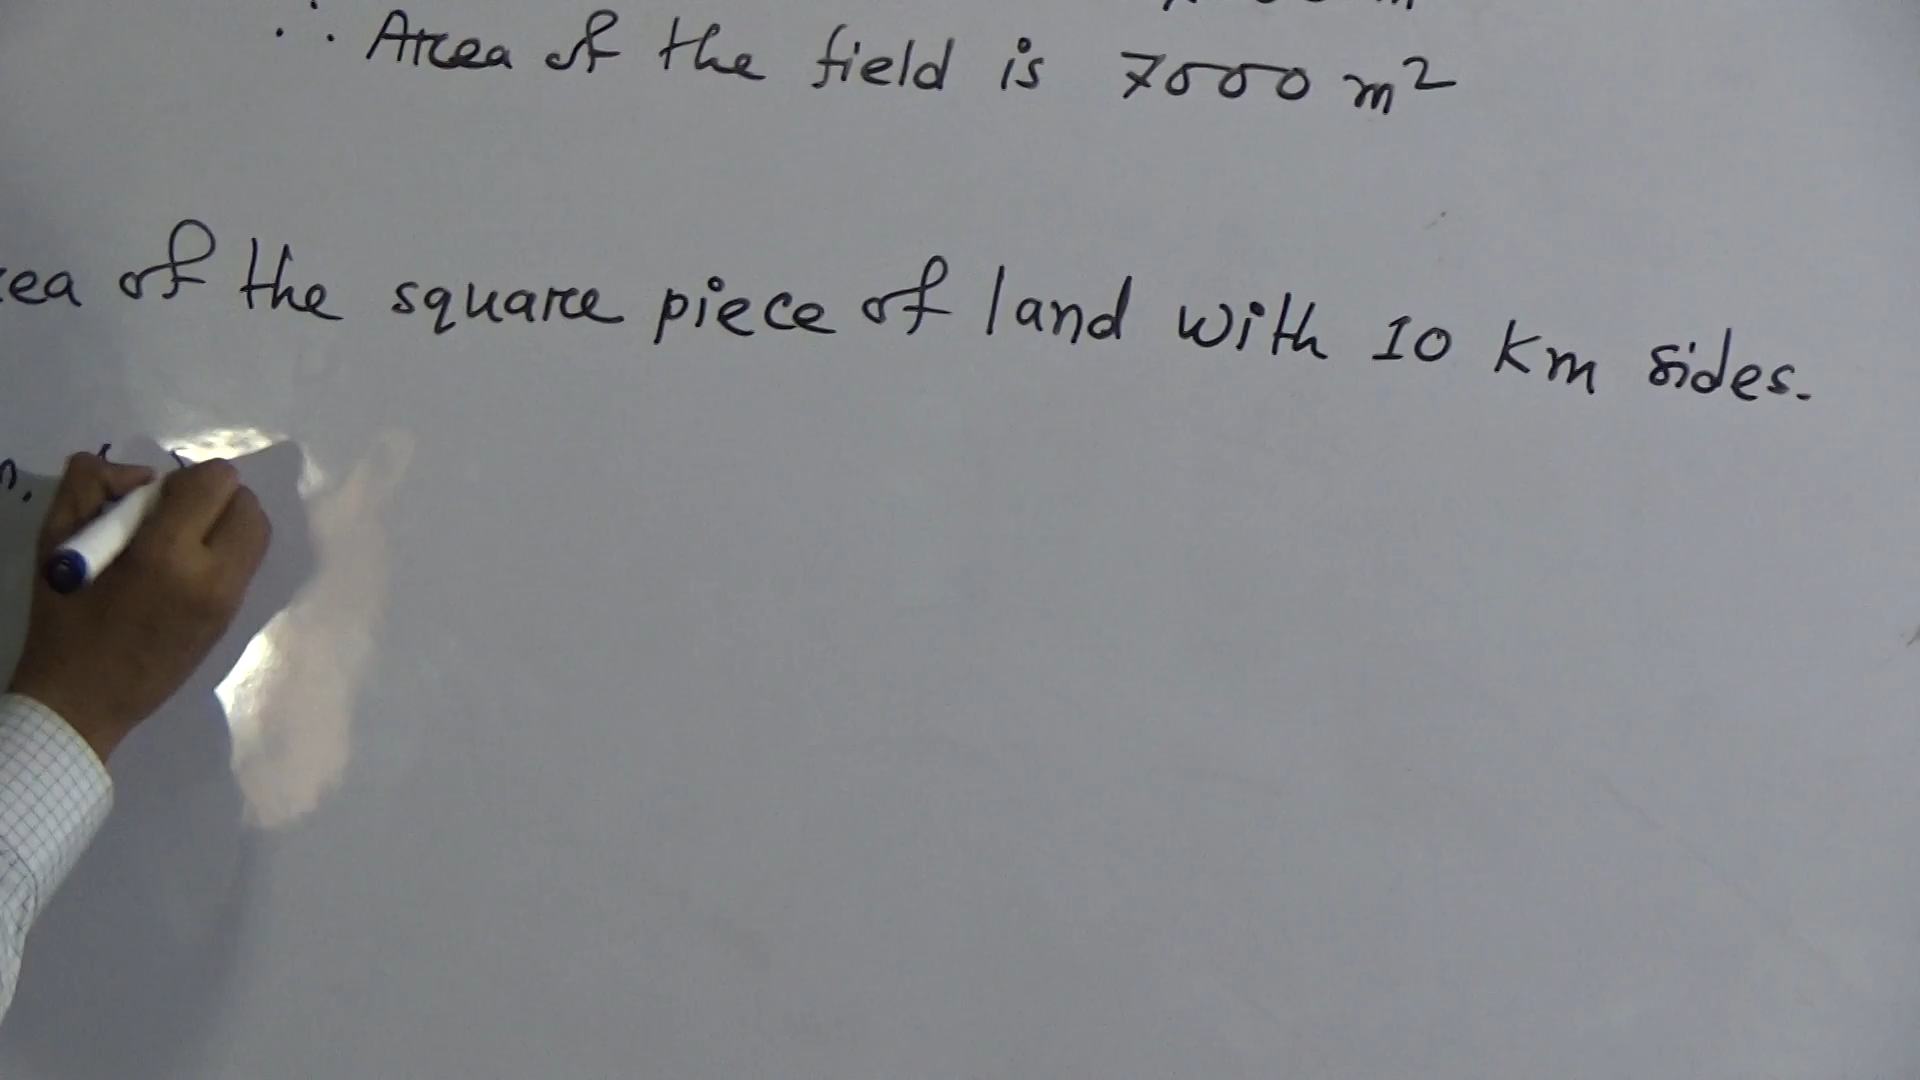 ∴ Area of the field is 7000 m²
ea of the square piece of land with 10 Km sides.